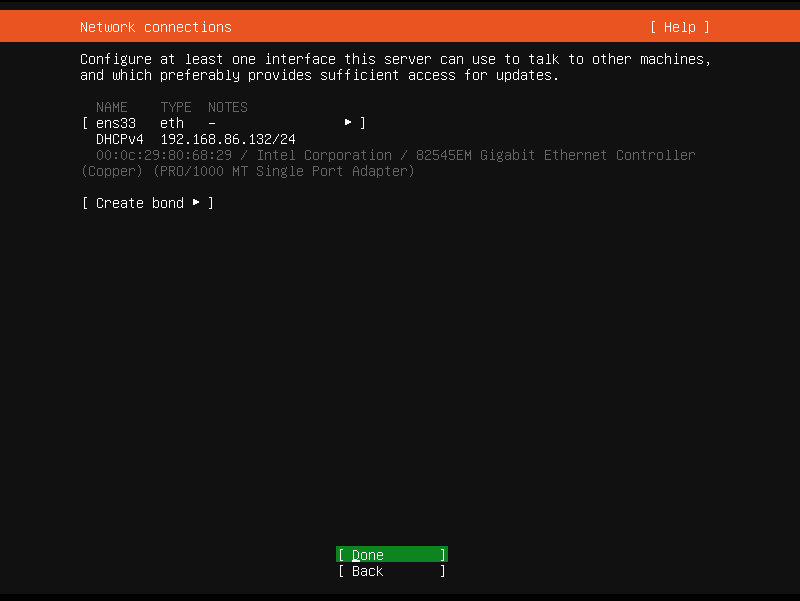 Network connections [ Help ]
Configure at least one interface this server can use to talk to other machines,
and which preferably provides sufficient access for updates.
NAME TYPE NOTES
[ ens33 eth – ▸ ]
DHCPv4 192.168.86.132/24
00:0c:29:80:68:29 / Intel Corporation / 82545EM Gigabit Ethernet Controller
(Copper) (PRO/1000 MT Single Port Adapter)
[ Create bond ▸ ]
[ Done ]
[ Back ]